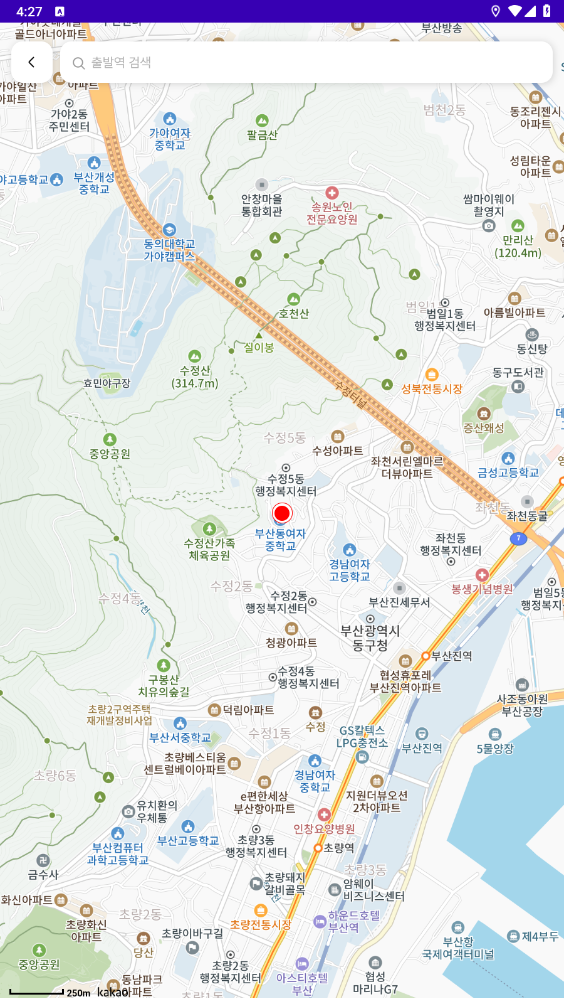 4:27
A
부산방송
골드아너아파트
출발역 검색
가야일산
아파트
아파트
가야2동
주민센터
가야여자
중학교
팔금산
범천2동
동조리젠시
아파트
야고등학교
부산개성
중학교
성림타운
아파트
안창마을
통합회관
송원노인
전문요양원
쌈마이웨이
촬영지
동의대학교
가야캠퍼스
만리산
(120.4m)
호천산
범일1동
행정복지센터
아름빌아파트
실이봉
동신탕
수정산
(314.7m)
효민야구장
수정터널
성북전통시장
동구도서관
증산왜성
중앙공원
수정5동
수성아파트
좌천서린엘마르
더뷰아파트
금성고등학교
수정5동
행정복지센터
좌천동
좌천동굴
부산동여자
중학교
수정산가족
체육공원
경남여자
고등학교
좌천동
행정복지센터
7
수정2동
봉생기념병원
수정4동
수정2동
행정복지센터
부산진세무서
범일5동
행정복지센터
부산광역시
동구청
청광아파트
부산진역
구봉산
치유의숲길
수정4동
행정복지센터
협성휴포레
부산진역아파트
사조동아원
부산공장
초량2구역주택
재개발정비사업
덕림아파트
수정
부산서중학교
수정1동
GS칼텍스
LPG충전소
부산진역
5물양장
초량6동
초량베스티움
센트럴베이아파트
경남여자
중학교
e편한세상
부산항아파트
지원더뷰오션
2차아파트
유치환의
우체통
부산컴퓨터
과학고등학교
부산고등학교
인창요양병원
초량3동
행정복지센터
초량역
금수사
초량3동
초량돼지
갈비골목
암웨이
비즈니스센터
화신아파트
초량화신
아파트
초량2동
초량전통시장
하운드호텔
부산역
당산
초량이바구길
부산항
국제여객터미널
제4부두
중앙공원
초량2동
행정복지센터
아스티호텔
부산
협성
마리나G7
동남파크
아파트
250m
kakao